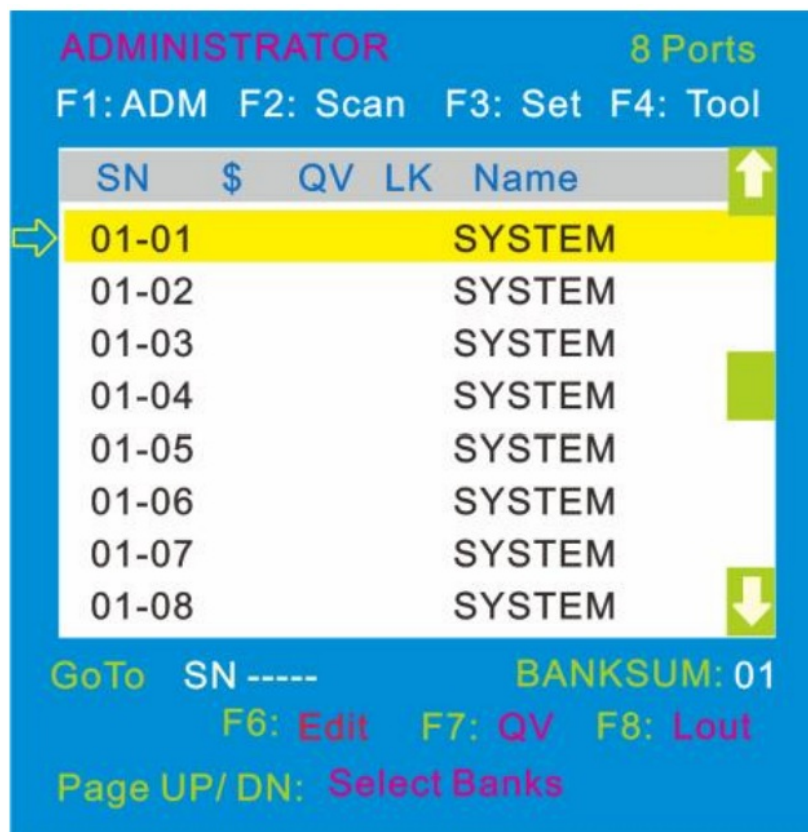 ADMINISTRATOR 8 Ports
F1: ADM F2: Scan F3: Set F4: Tool
SN $ QV LK Name
01-01 SYSTEM
01-02 SYSTEM
01-03 SYSTEM
01-04 SYSTEM
01-05 SYSTEM
01-06 SYSTEM
01-07 SYSTEM
01-08 SYSTEM
GoTo SN ----- BANKSUM: 01
F6: Edit F7: QV F8: Lout
Page UP/ DN: Select Banks